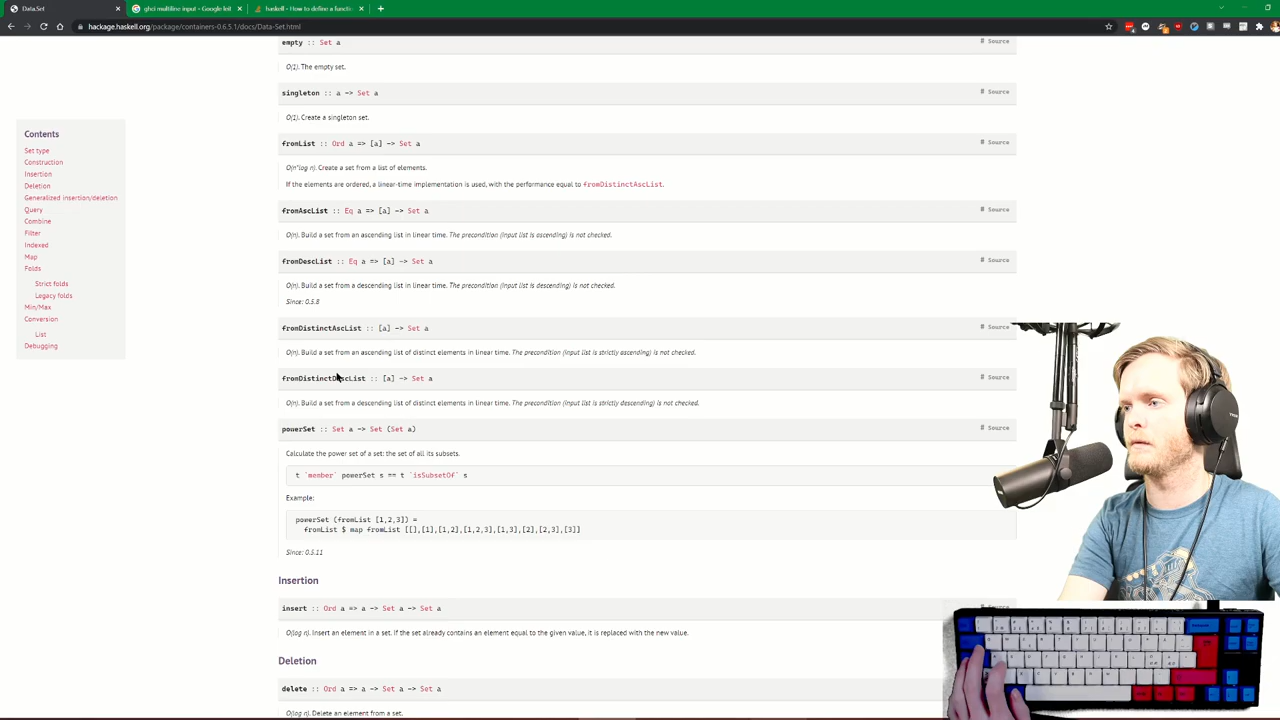 Data.Set
ghci multiline input - Google leit
haskell - How to define a functio
hackage.haskell.org/package/containers-0.6.5.1/docs/Data-Set.html
Contents
Set type
Construction
Insertion
Deletion
Generalized insertion/deletion
Query
Combine
Filter
Indexed
Map
Folds
Strict folds
Legacy folds
Min/Max
Conversion
List
Debugging
empty :: Set a
# Source
O(1). The empty set.
singleton :: a -> Set a
# Source
O(1). Create a singleton set.
fromList :: Ord a => [a] -> Set a
# Source
O(n*log n). Create a set from a list of elements.
If the elements are ordered, a linear-time implementation is used, with the performance equal to fromDistinctAscList.
fromAscList :: Eq a => [a] -> Set a
# Source
O(n). Build a set from an ascending list in linear time. The precondition (input list is ascending) is not checked.
fromDescList :: Eq a => [a] -> Set a
# Source
O(n). Build a set from a descending list in linear time. The precondition (input list is descending) is not checked.
Since: 0.5.8
fromDistinctAscList :: [a] -> Set a
# Source
O(n). Build a set from an ascending list of distinct elements in linear time. The precondition (input list is strictly ascending) is not checked.
fromDistinctDescList :: [a] -> Set a
# Source
O(n). Build a set from a descending list of distinct elements in linear time. The precondition (input list is strictly descending) is not checked.
powerSet :: Set a -> Set (Set a)
# Source
Calculate the power set of a set: the set of all its subsets.
t `member` powerSet s == t `isSubsetOf` s
Example:
powerSet (fromList [1,2,3]) =
fromList $ map fromList [[],[1],[1,2],[1,2,3],[1,3],[2],[2,3],[3]]
Since: 0.5.11
Insertion
insert :: Ord a => a -> Set a -> Set a
O(log n). Insert an element in a set. If the set already contains an element equal to the given value, it is replaced with the new value.
Deletion
delete :: Ord a => a -> Set a -> Set a
O(log n). Delete an element from a set.